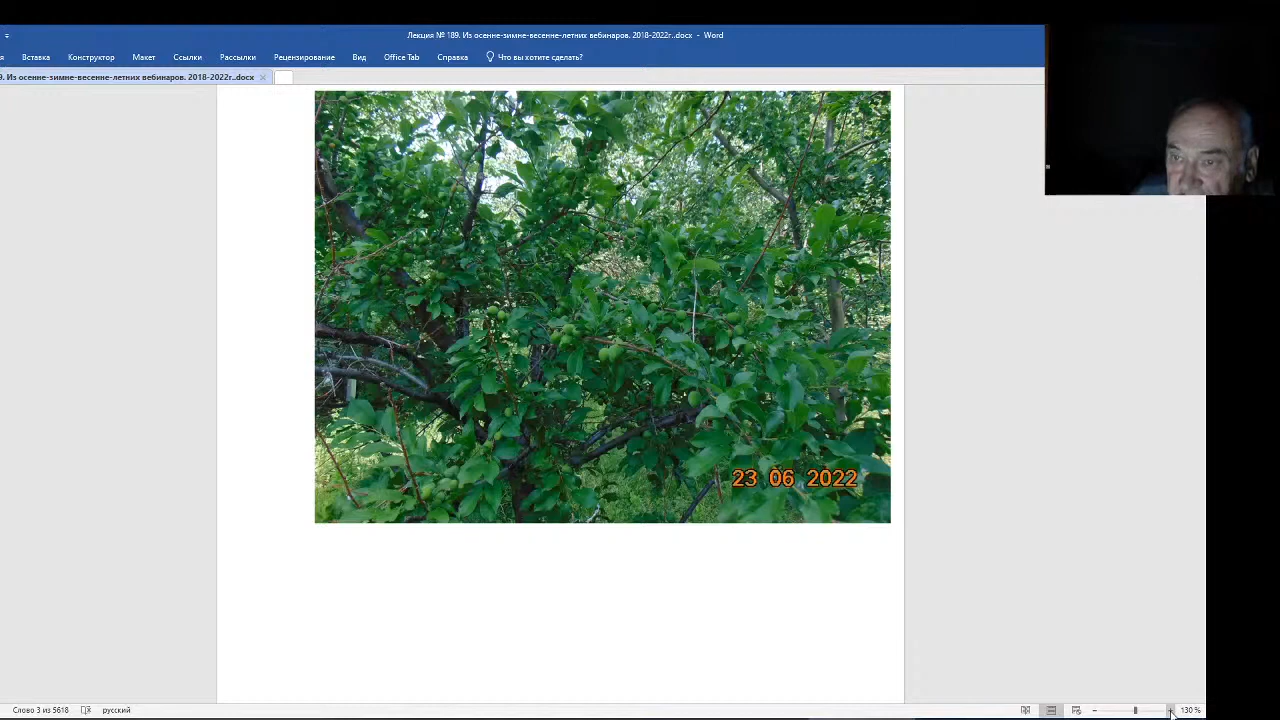 Лекция № 189. Из осенне-зимне-весенне-летних вебинаров. 2018-2022г..docx - Word
Вставка Конструктор Макет Ссылки Рассылки Рецензирование Вид Office Tab Справка Что вы хотите сделать?
9. Из осенне-зимне-весенне-летних вебинаров. 2018-2022г..docx
23 06 2022
Слово 3 из 5618 русский 130 %